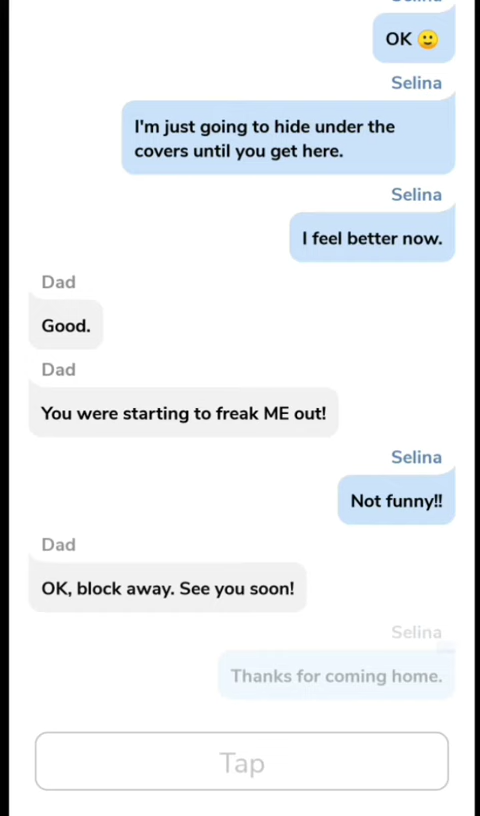 Selina
OK 🙂
Selina
I'm just going to hide under the
covers until you get here.
Selina
I feel better now.
Dad
Good.
Dad
You were starting to freak ME out!
Selina
Not funny!!
Dad
OK, block away. See you soon!
Selina
Thanks for coming home.
Tap